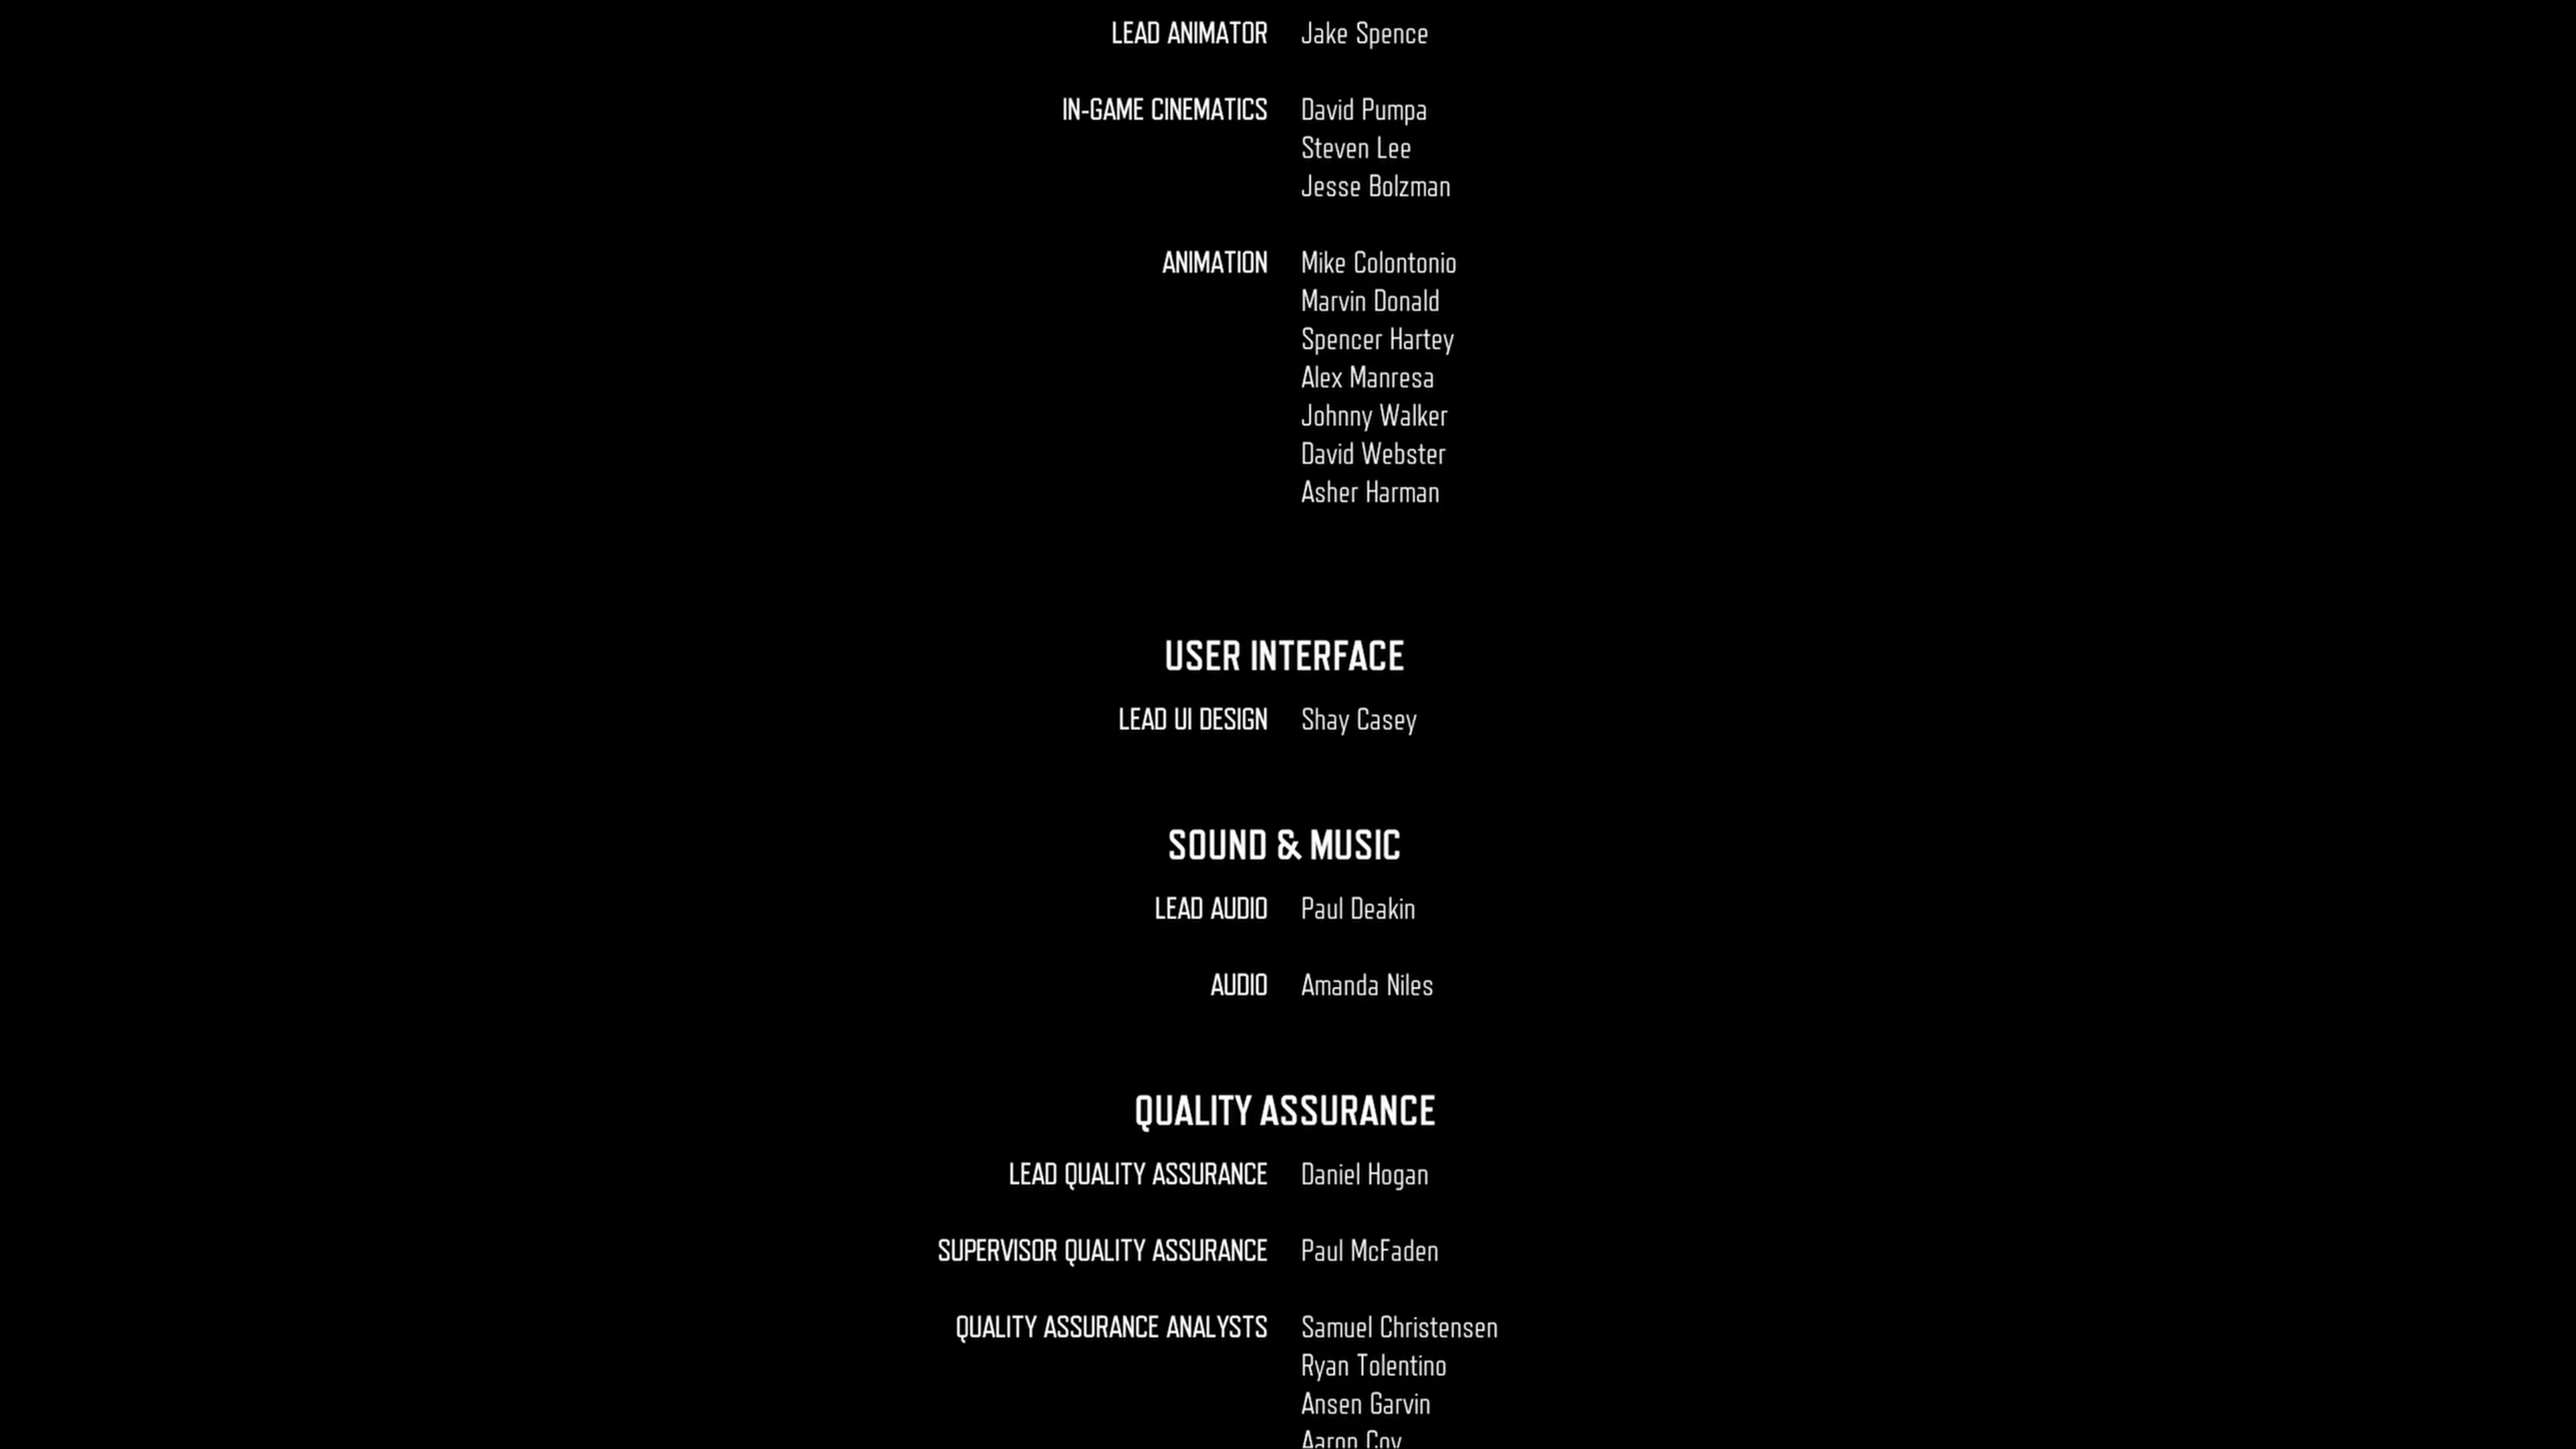 LEAD ANIMATOR Jake Spence
IN-GAME CINEMATICS David Pumpa
Steven Lee
Jesse Bolzman
ANIMATION Mike Colontonio
Marvin Donald
Spencer Hartey
Alex Manresa
Johnny Walker
David Webster
Asher Harman
USER INTERFACE
LEAD UI DESIGN Shay Casey
SOUND & MUSIC
LEAD AUDIO Paul Deakin
AUDIO Amanda Niles
QUALITY ASSURANCE
LEAD QUALITY ASSURANCE Daniel Hogan
SUPERVISOR QUALITY ASSURANCE Paul McFaden
QUALITY ASSURANCE ANALYSTS Samuel Christensen
Ryan Tolentino
Ansen Garvin
Aaron